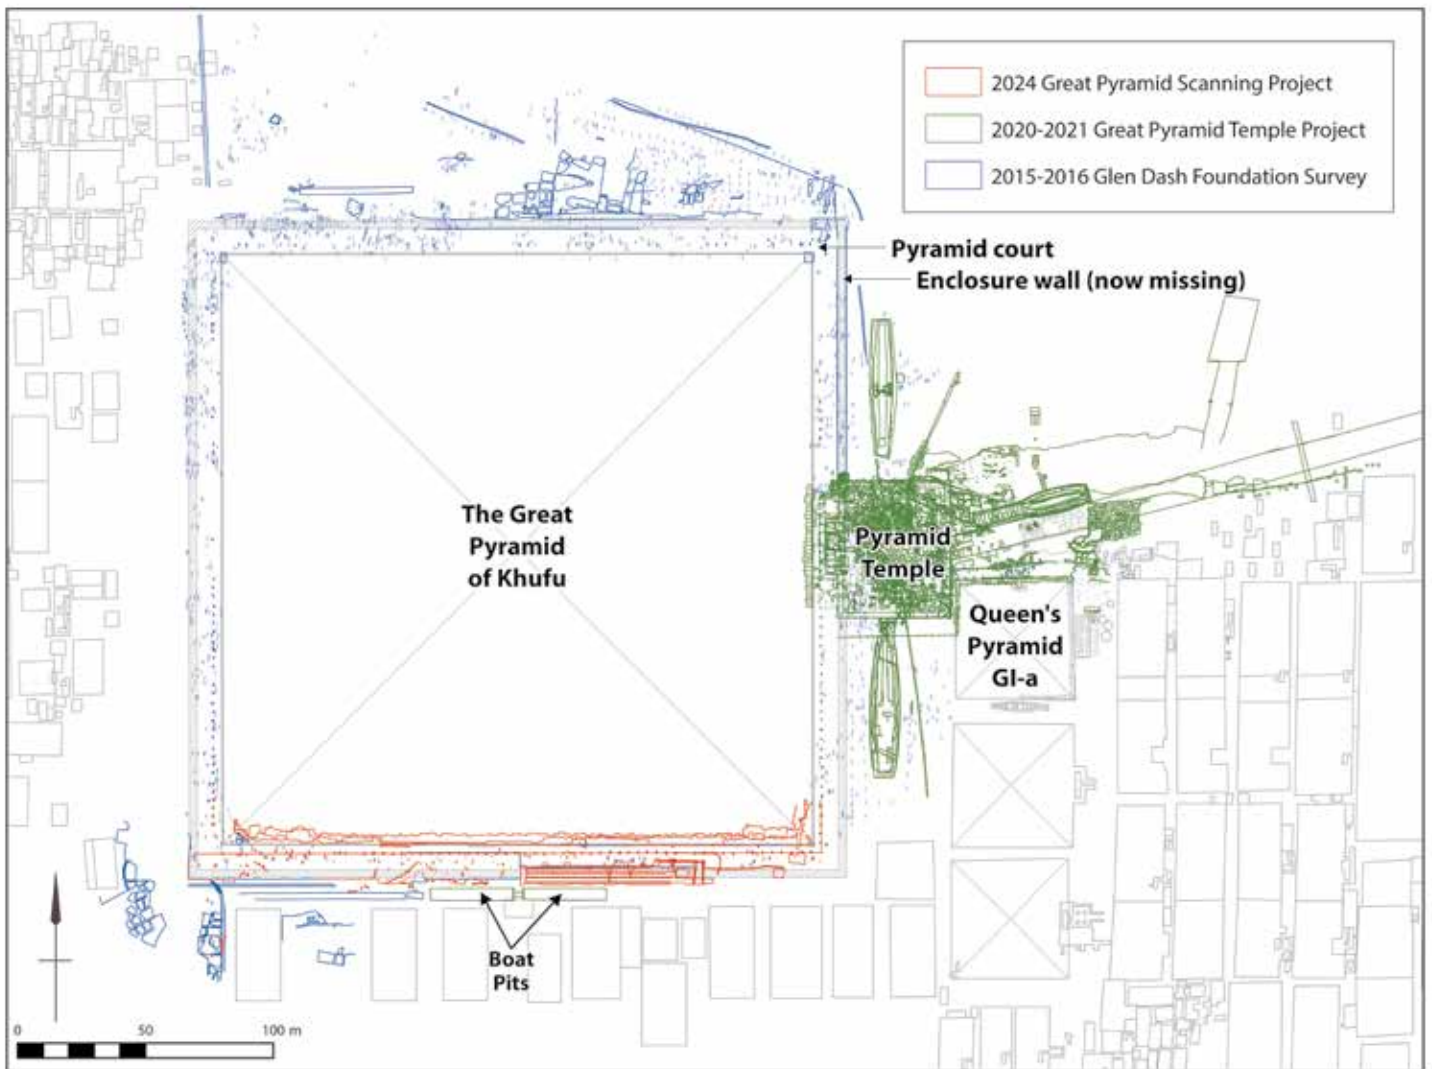 2024 Great Pyramid Scanning Project
2020-2021 Great Pyramid Temple Project
2015-2016 Glen Dash Foundation Survey
Pyramid court
Enclosure wall (now missing)
The Great
Pyramid
of Khufu
Pyramid
Temple
Queen's
Pyramid
GI-a
Boat
Pits
0 50 100 m